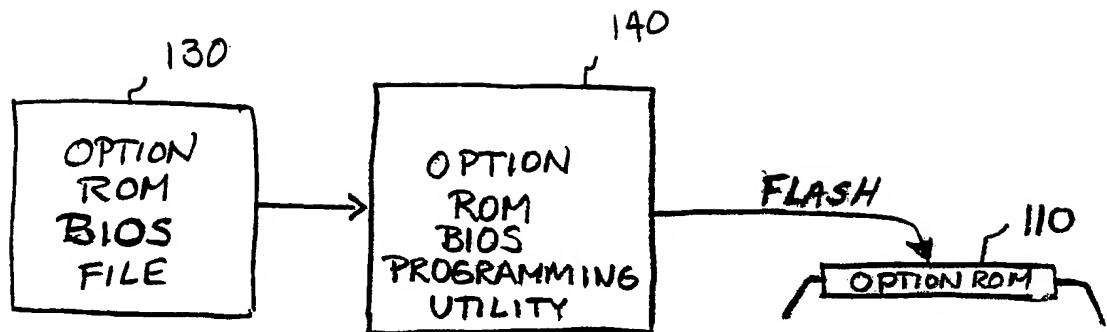 130
OPTION
ROM
BIOS
FILE
140
OPTION
ROM
BIOS
PROGRAMMING
UTILITY
FLASH
110
OPTION ROM